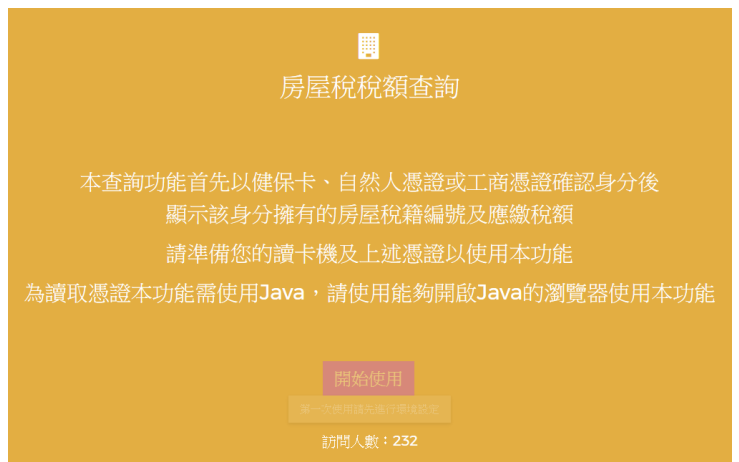 房屋稅稅額查詢
本查詢功能首先以健保卡、自然人憑證或工商憑證確認身分後
顯示該身分擁有的房屋稅籍編號及應繳稅額
請準備您的讀卡機及上述憑證以使用本功能
為讀取憑證本功能需使用Java，請使用能夠開啟Java的瀏覽器使用本功能
開始使用
第一次使用請先進行環境設定
訪問人數：232